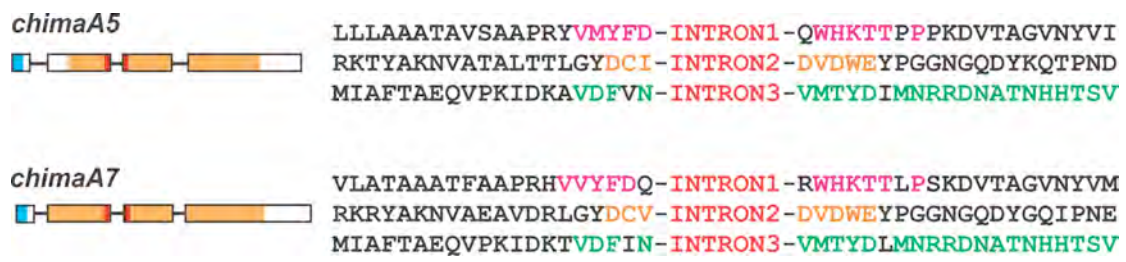 chimaA5
LLLAAATAVSAAPRYVMYFD-INTRON1-QWHKTTPPPKDVTAGVNYVI
RKTYAKNVATALTTLGYDCI-INTRON2-DVDWEYPGGNGQDYKQTPND
MIAFTAEQVPKIDKAVDFVN-INTRON3-VMTYDIMNRRDNATNHHTSV
chimaA7
VLATAAATFAAPRHVVYFDQ-INTRON1-RWHKTTLPSKDVTAGVNYVM
RKRYAKNVAEAVDRLGYDCV-INTRON2-DVDWEYPGGNGQDYGQIPNE
MIAFTAEQVPKIDKTVDFIN-INTRON3-VMTYDLMNRRDNATNHHTSV